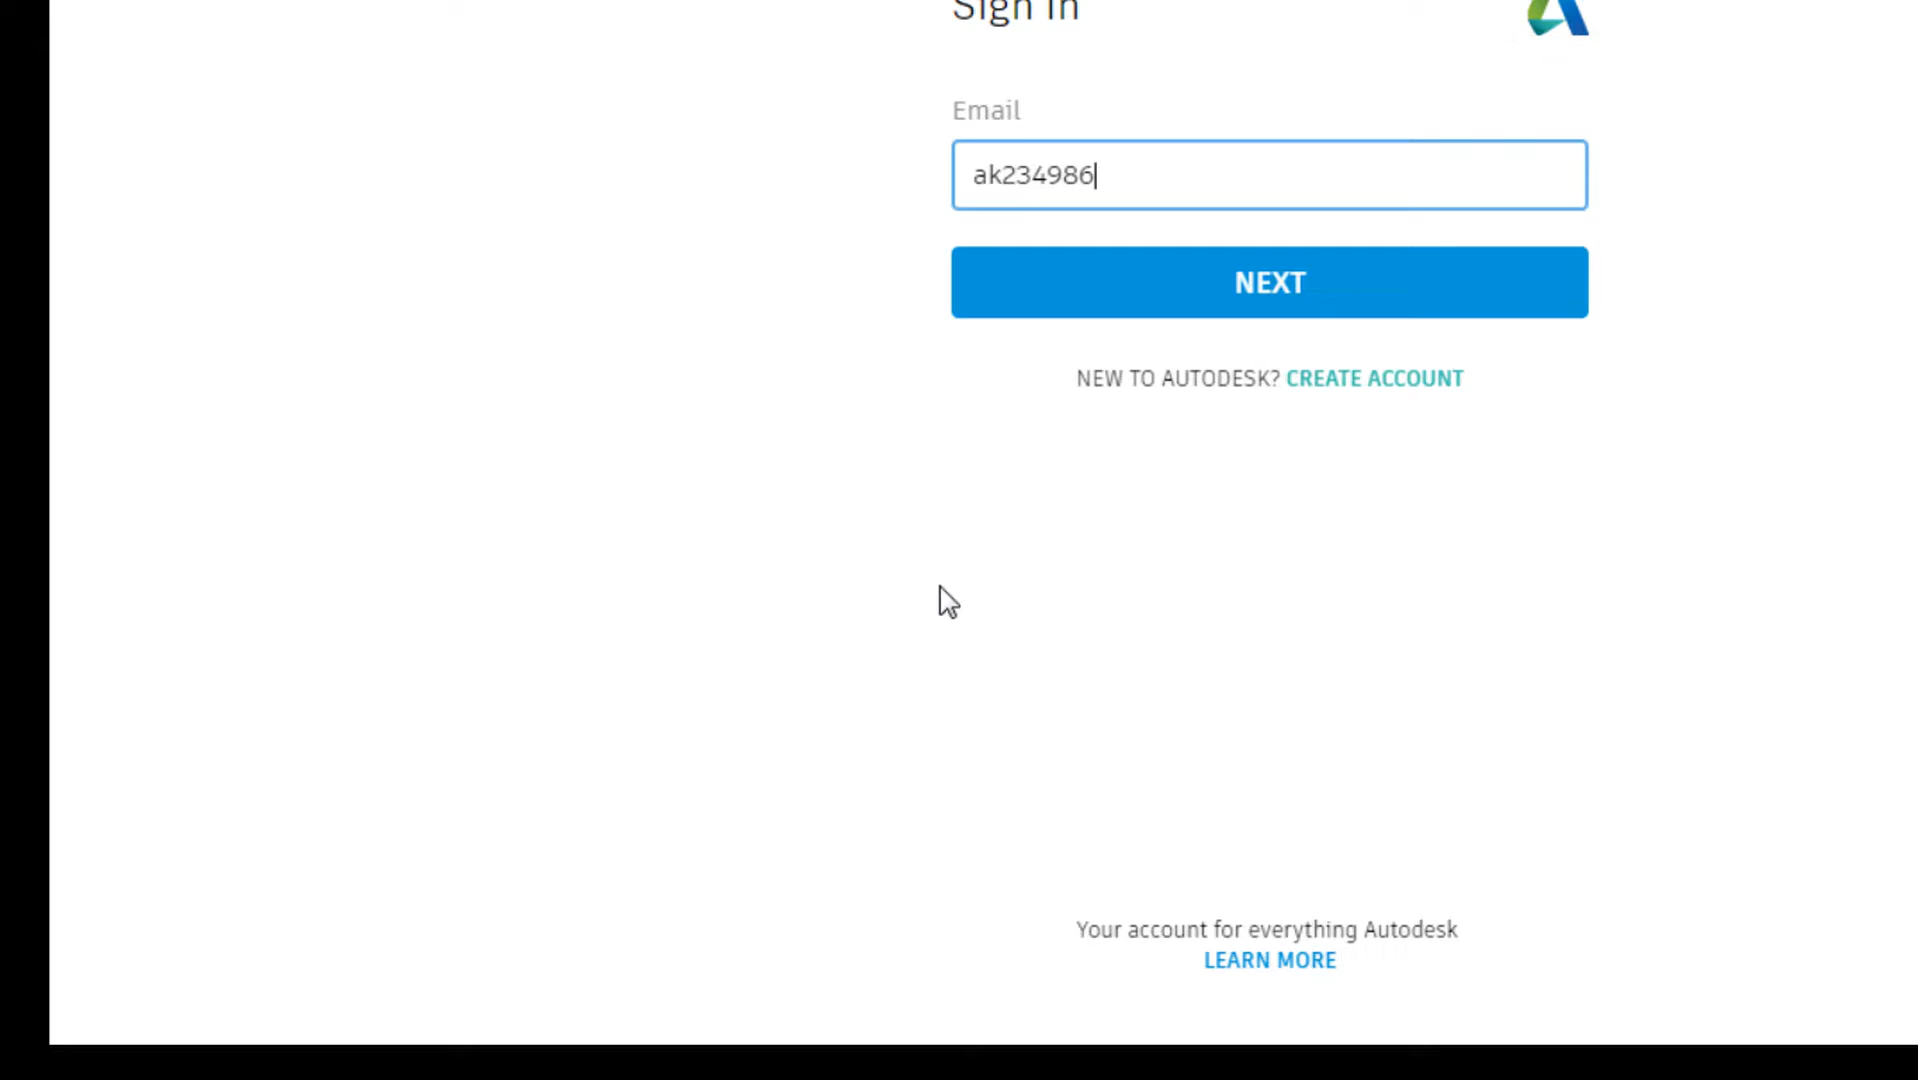 Sign in
Email
ak234986
NEXT
NEW TO AUTODESK? CREATE ACCOUNT
Your account for everything Autodesk
LEARN MORE